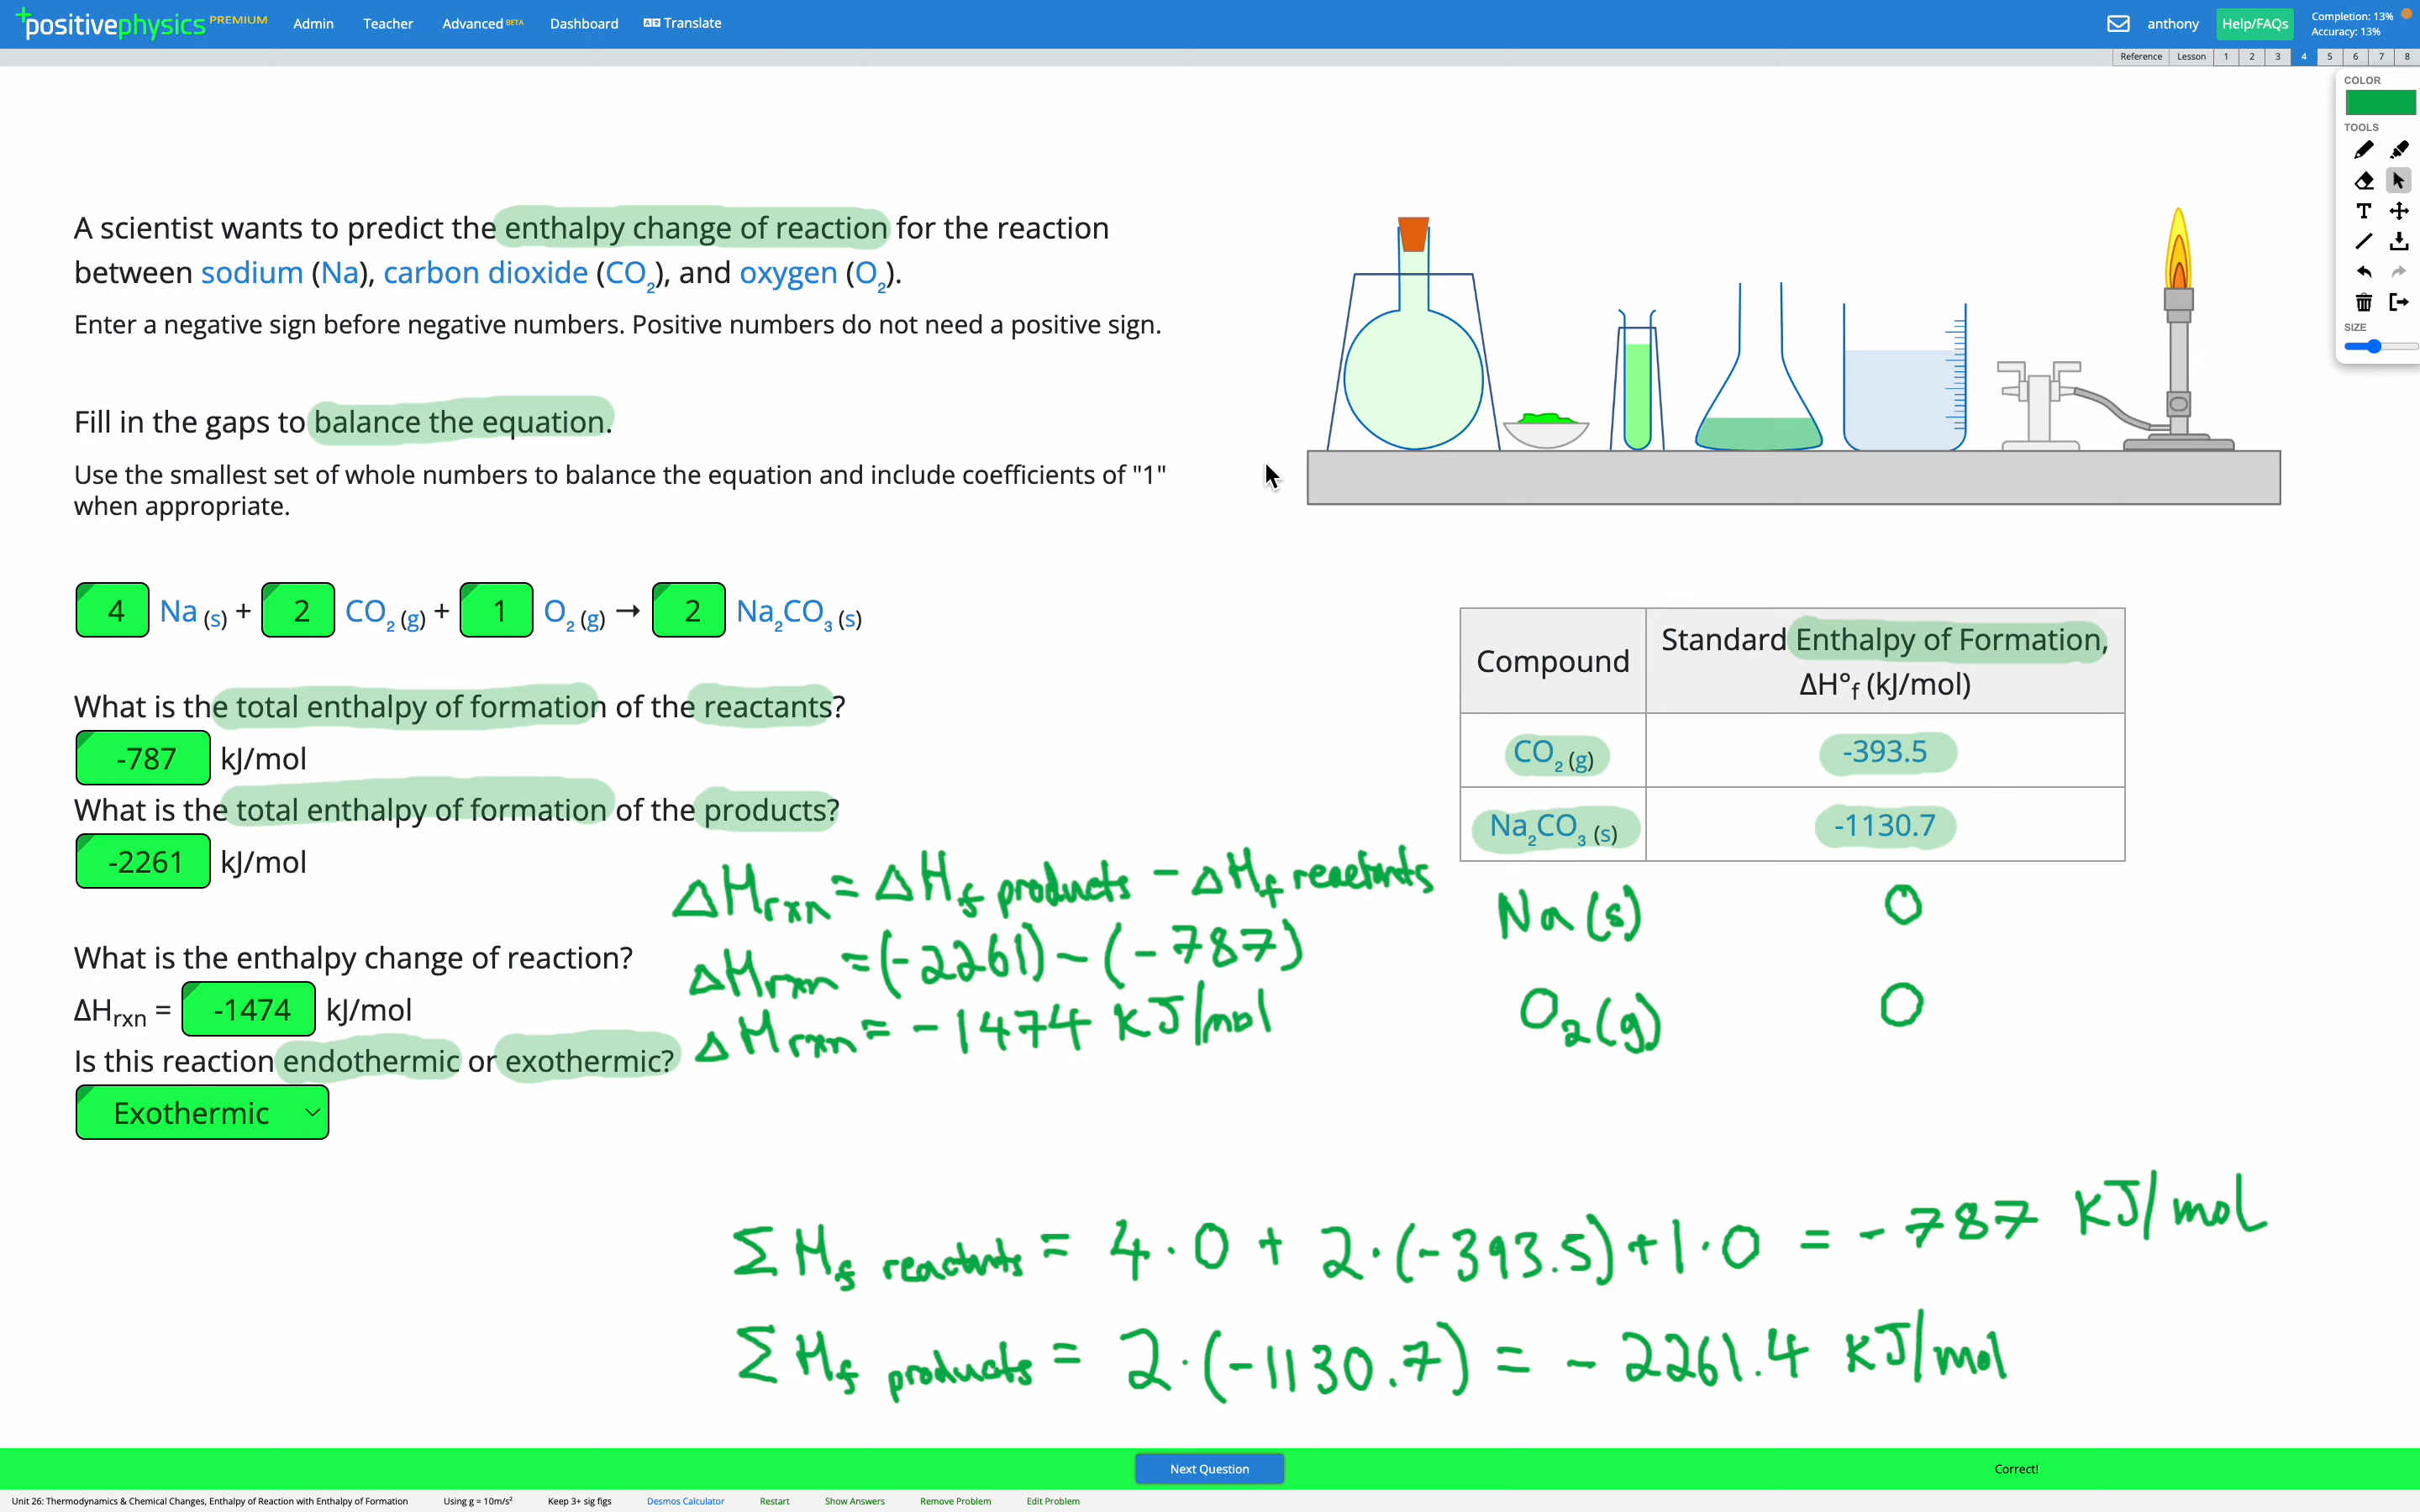 positivephysics PREMIUM Admin Teacher Advanced BETA Dashboard Translate anthony Help/FAQs Completion: 13%
Accuracy: 13%
Reference Lesson 1 2 3 4 5 6 7 8
COLOR
TOOLS
T
SIZE
A scientist wants to predict the enthalpy change of reaction for the reaction
between sodium (Na), carbon dioxide (CO₂), and oxygen (O₂).
Enter a negative sign before negative numbers. Positive numbers do not need a positive sign.
Fill in the gaps to balance the equation.
Use the smallest set of whole numbers to balance the equation and include coefficients of "1"
when appropriate.
4 Na (s) + 2 CO₂ (g) + 1 O₂ (g) → 2 Na₂CO₃ (s)
What is the total enthalpy of formation of the reactants?
-787 kJ/mol
What is the total enthalpy of formation of the products?
-2261 kJ/mol
What is the enthalpy change of reaction?
ΔHrxn = -1474 kJ/mol
Is this reaction endothermic or exothermic?
Exothermic
Compound Standard Enthalpy of Formation,
ΔH°f (kJ/mol)
CO₂ (g) -393.5
Na₂CO₃ (s) -1130.7
Na (s) 0
O₂ (g) 0
ΔHrxn = ΔHf products - ΔHf reactants
ΔHrxn = (-2261) - (-787)
ΔHrxn = -1474 KJ/mol
ΣHf reactants = 4·0 + 2·(-393.5) + 1·0 = -787 KJ/mol
ΣHf products = 2·(-1130.7) = -2261.4 KJ/mol
Next Question Correct!
Unit 26: Thermodynamics & Chemical Changes, Enthalpy of Reaction with Enthalpy of Formation Using g = 10m/s² Keep 3+ sig figs Desmos Calculator Restart Show Answers Remove Problem Edit Problem